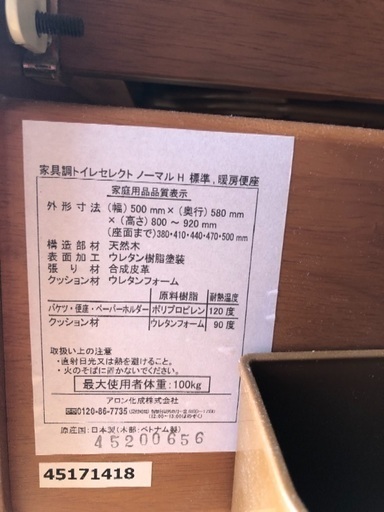 家具調トイレセレクト ノーマルH 標準,暖房便座
家庭用品品質表示
外形寸法 (幅)500mm×(奥行)580mm
×(高さ)800～920mm
(座面まで)380・410・440・470・500mm
構造部材 天然木
表面加工 ウレタン樹脂塗装
張り材 合成皮革
クッション材 ウレタンフォーム
原料樹脂 耐熱温度
バケツ・便座・ペーパーホルダー ポリプロピレン 120度
クッション材 ウレタンフォーム 90度
取扱い上の注意
・直射日光又は熱を避けること。
・火のそばに置かないでください。
最大使用者体重:100kg
アロン化成株式会社
0120-86-7735
原産国:日本製(木部:ベトナム製)
45200656
45171418